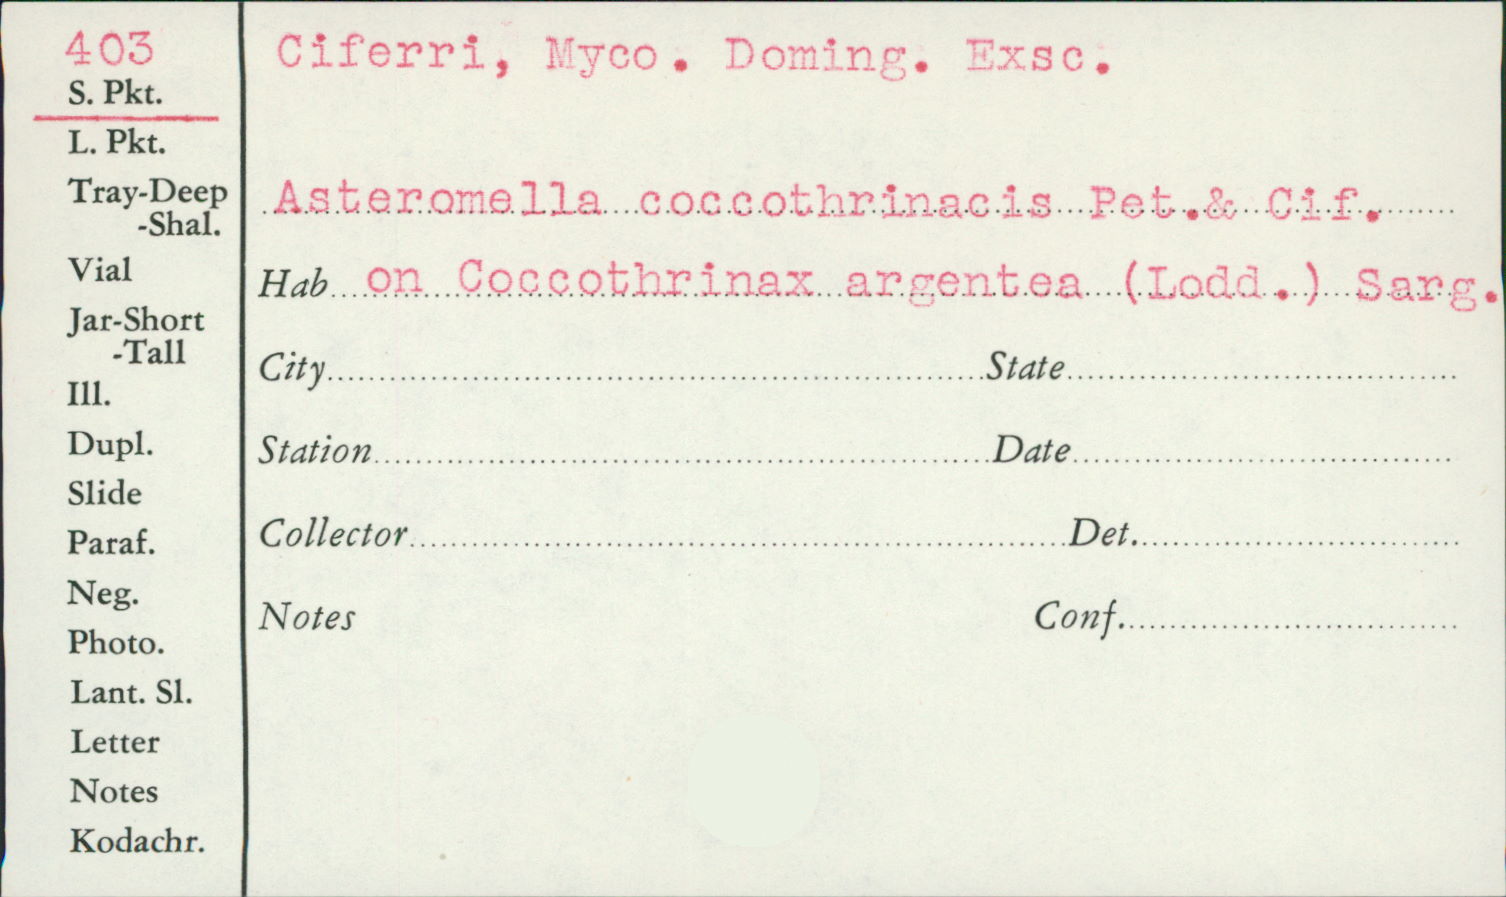 403
S. Pkt.
L. Pkt.
Tray-Deep
-Shal.
Vial
Jar-Short
-Tall
Ill.
Dupl.
Slide
Paraf.
Neg.
Photo.
Lant. Sl.
Letter
Notes
Kodachr.
Ciferri, Myco. Doming. Exsc.
Asteromella coccothrinacis Pet.& Cif.
Hab on Coccothrinax argentea (Lodd.) Sarg.
City State
Station Date
Collector Det.
Notes Conf.